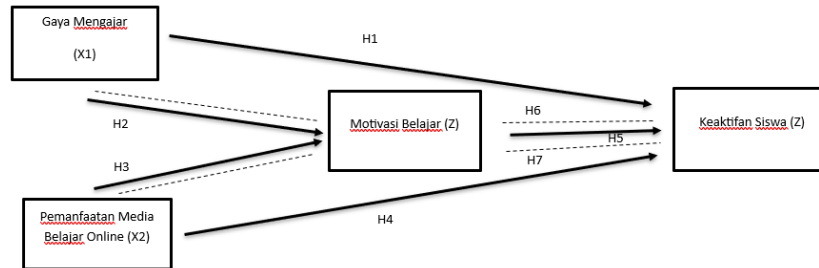 Gaya Mengajar
(X1)
H1
H2
Motivasi Belajar (Z)
H6
H5
H7
Keaktifan Siswa (Z)
H3
Pemanfaatan Media
Belajar Online (X2)
H4